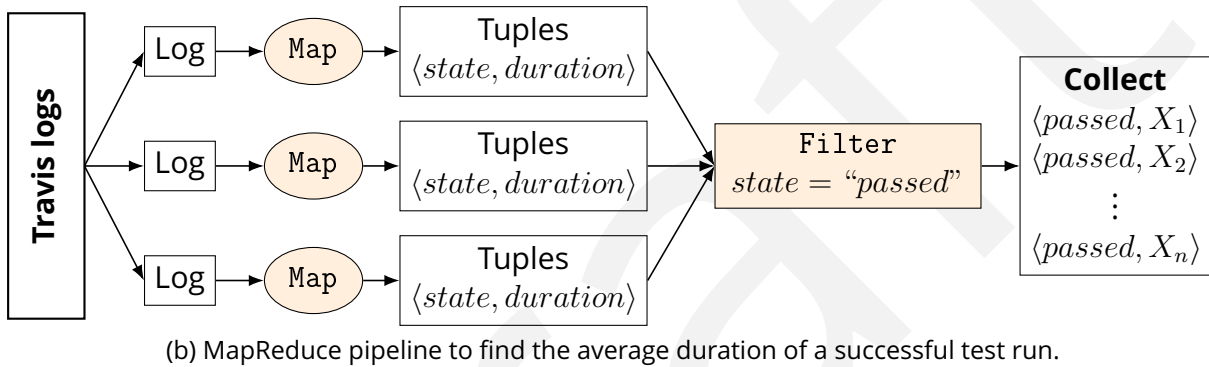 Travis logs
Log
Map
Tuples
⟨state, duration⟩
Log
Map
Tuples
⟨state, duration⟩
Log
Map
Tuples
⟨state, duration⟩
Filter
state = “passed”
Collect
⟨passed, X₁⟩
⟨passed, X₂⟩
⋮
⟨passed, Xₙ⟩
(b) MapReduce pipeline to find the average duration of a successful test run.